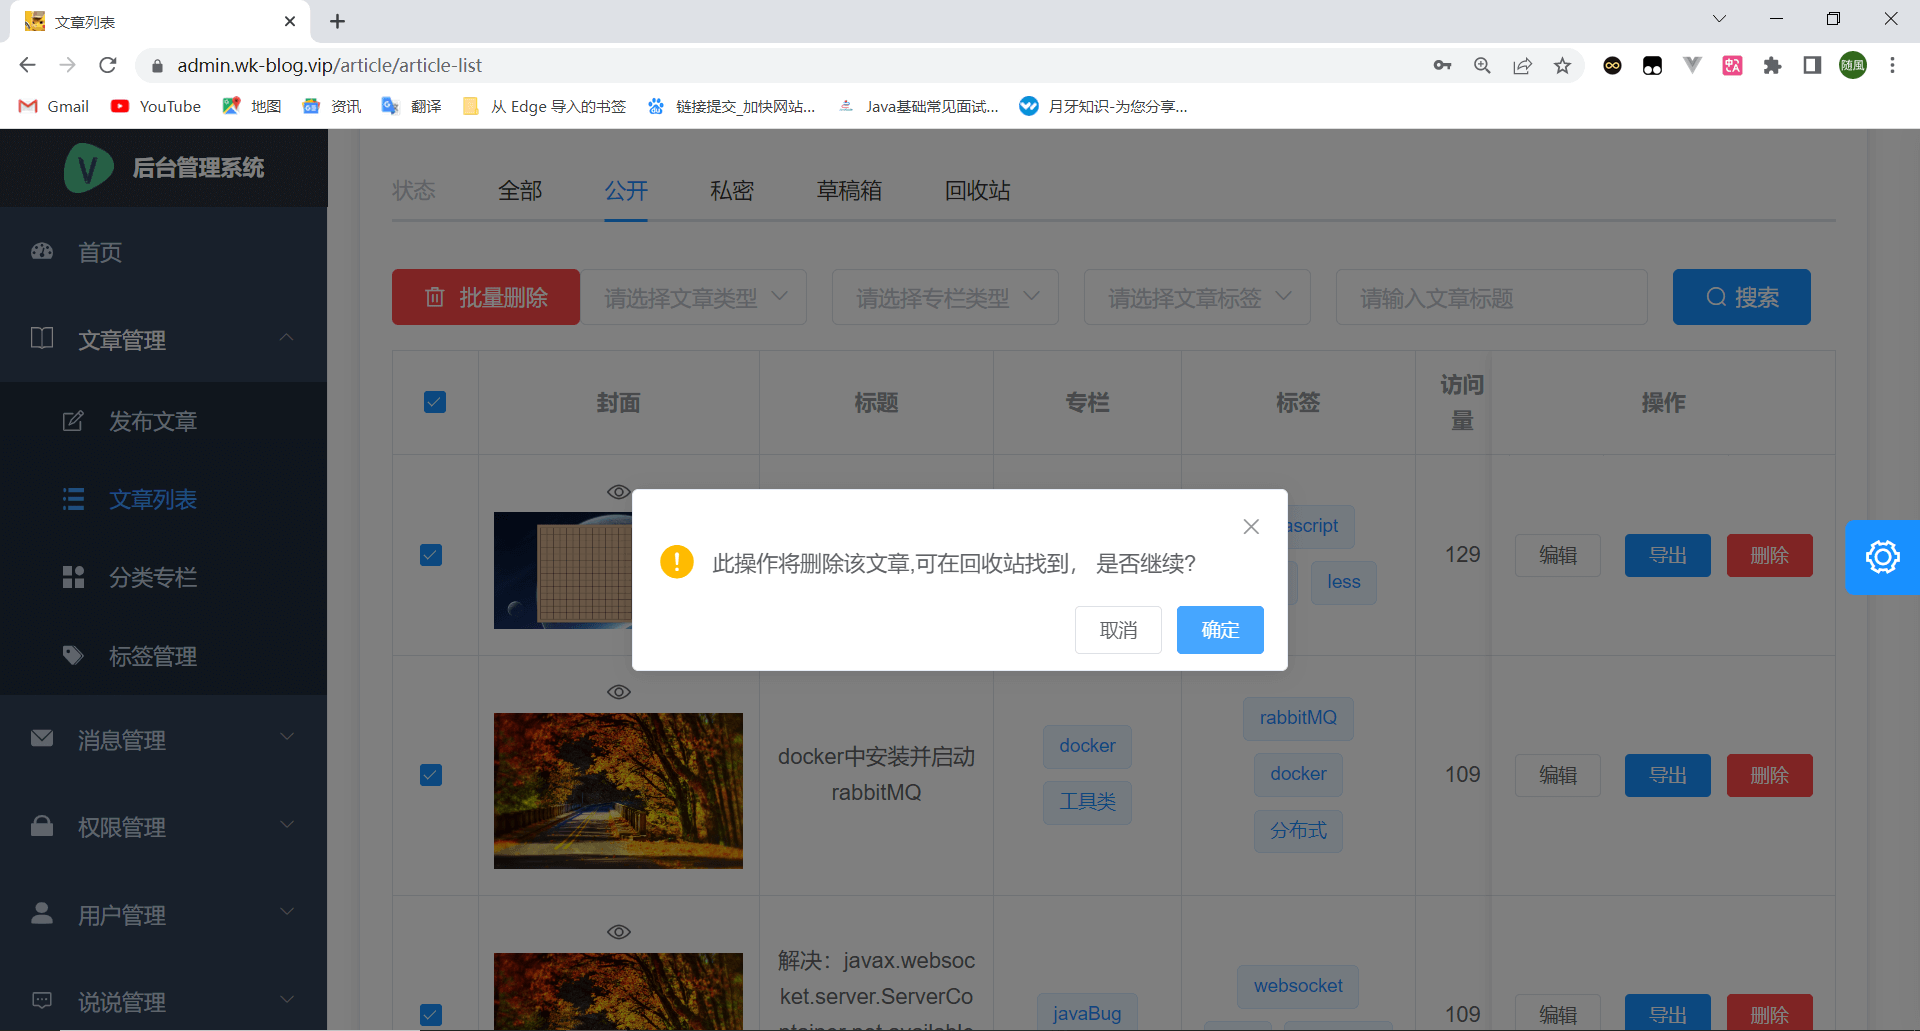 文章列表
admin.wk-blog.vip/article/article-list
随風
Gmail
YouTube
地图
资讯
翻译
从 Edge 导入的书签
链接提交_加快网站...
Java基础常见面试...
月牙知识-为您分享...
V
后台管理系统
首页
文章管理
发布文章
文章列表
分类专栏
标签管理
消息管理
权限管理
用户管理
说说管理
状态
全部
公开
私密
草稿箱
回收站
批量删除
请选择文章类型
请选择专栏类型
请选择文章标签
请输入文章标题
搜索
封面
标题
专栏
标签
访问
量
操作
ascript
less
129
编辑
导出
删除
此操作将删除该文章,可在回收站找到， 是否继续?
取消
确定
docker中安装并启动
rabbitMQ
docker
工具类
rabbitMQ
docker
分布式
109
编辑
导出
删除
解决：javax.websoc
ket.server.ServerCo
ntainer not available
javaBug
websocket
109
编辑
导出
删除